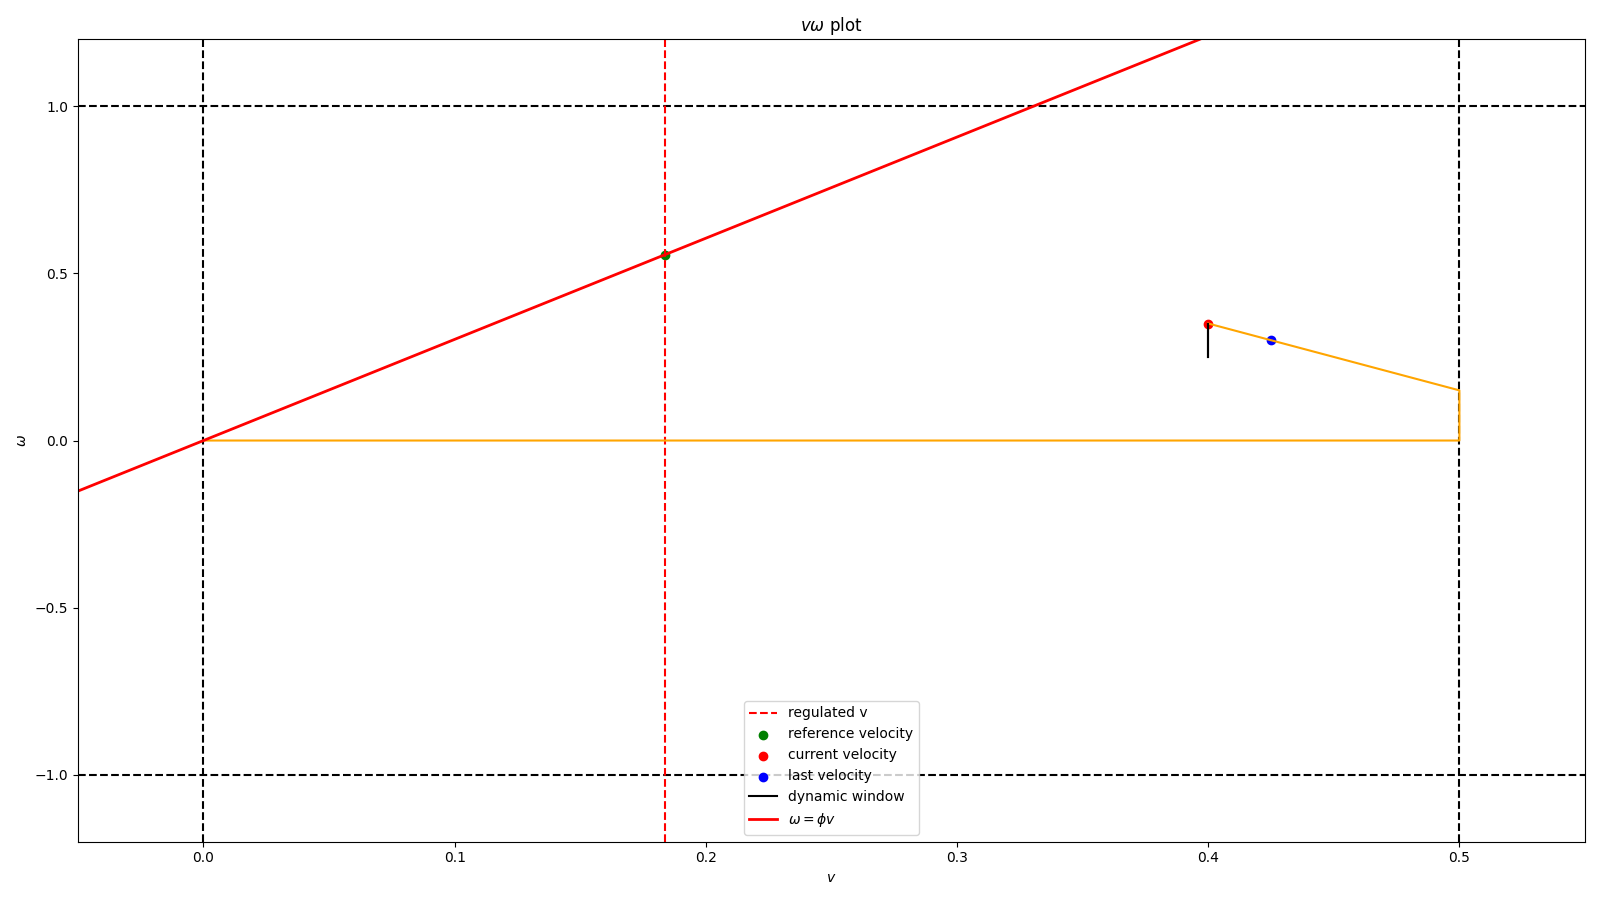 vω plot
1.0
0.5
0.0
−0.5
−1.0
ω
0.0
0.1
0.2
0.3
0.4
0.5
v
regulated v
reference velocity
current velocity
last velocity
dynamic window
ω = ϕv